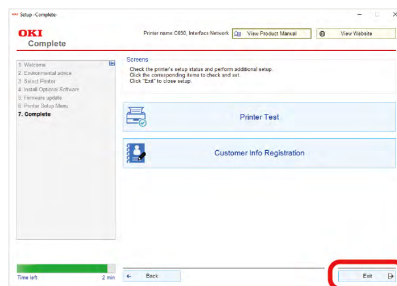 Setup -Complete-
OKI
Printer name C650, Interface Network
View Product Manual
View Website
Complete
1. Welcome
2. Environmental advice
3. Select Printer
4. Install Optional Software
5. Firmware update
6. Printer Setup Menu
7. Complete
Screens
Check the printer's setup status and perform additional setup.
Click the corresponding items to check and set.
Click "Exit" to close setup.
Printer Test
Customer Info Registration
Time left
2 min
Back
Exit